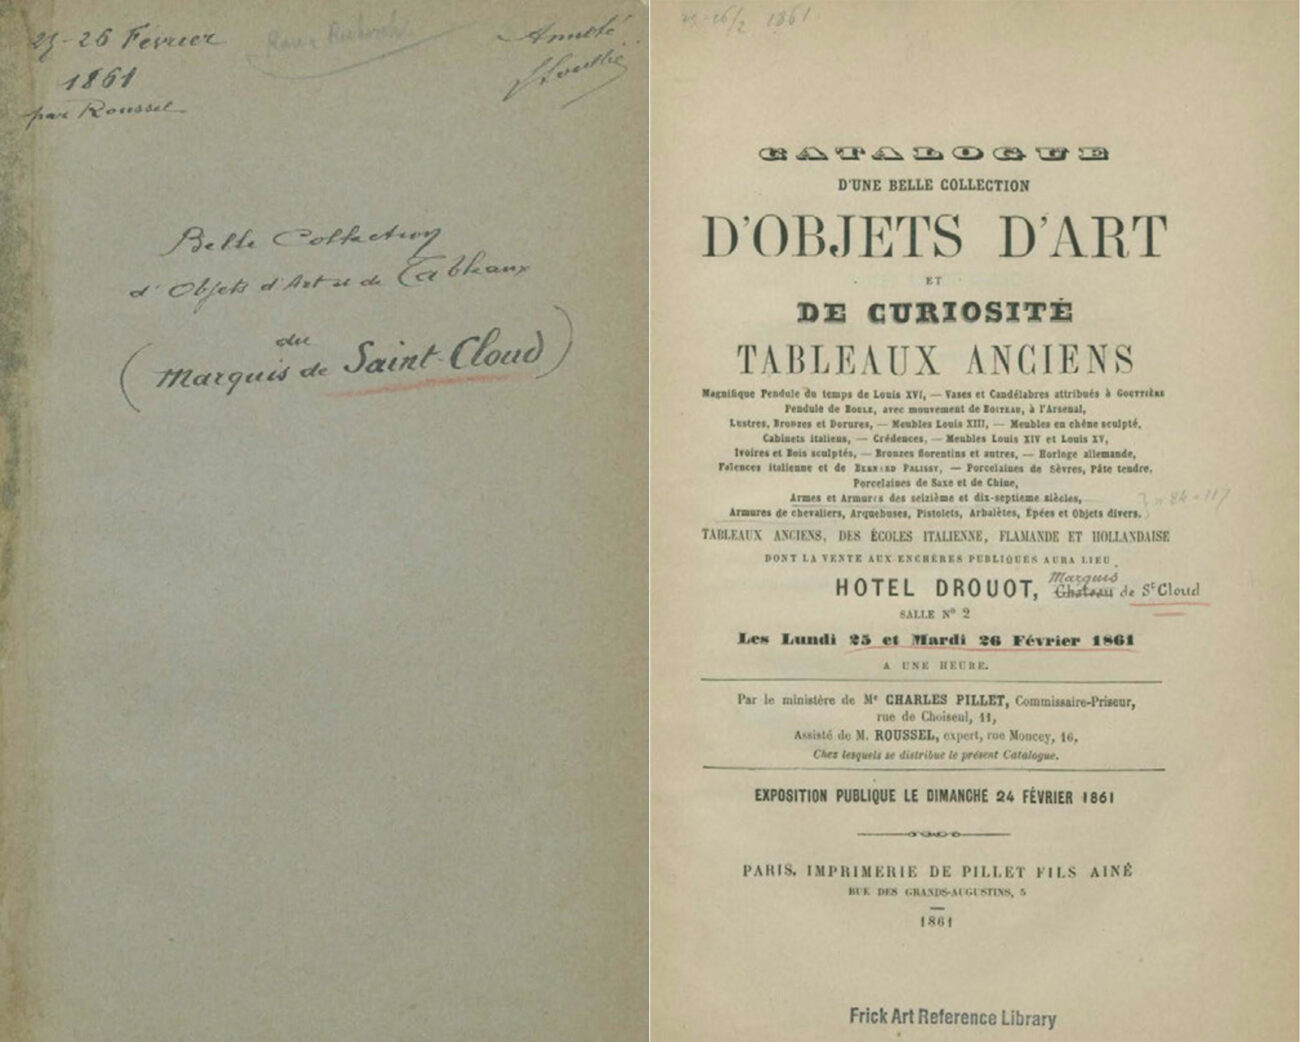 25-26 Février
1861
par Roussel
Annoté
Belle Collection
d'Objets d'Art et de Tableaux
du
(Marquis de Saint-Cloud)
25-26/2 1861
CATALOGUE
D'UNE BELLE COLLECTION
D'OBJETS D'ART
ET
DE CURIOSITÉ
TABLEAUX ANCIENS
Magnifique Pendule du temps de Louis XVI, — Vases et Candélabres attribués à GOUTTIÈRE
Pendule de BOULE, avec mouvement de BOITEAU, à l'Arsenal,
Lustres, Bronzes et Dorures, — Meubles Louis XIII, — Meubles en chêne sculpté,
Cabinets italiens, — Crédences, — Meubles Louis XIV et Louis XV,
Ivoires et Bois sculptés, — Bronzes florentins et autres, — Horloge allemande,
Faïences italienne et de BERNARD PALISSY, — Porcelaines de Sèvres, Pâte tendre,
Porcelaines de Saxe et de Chine,
Armes et Armures des seizième et dix-septieme siècles,
Armures de chevaliers, Arquebuses, Pistolets, Arbalètes, Épées et Objets divers.
TABLEAUX ANCIENS, DES ÉCOLES ITALIENNE, FLAMANDE ET HOLLANDAISE
DONT LA VENTE AUX ENCHÈRES PUBLIQUES AURA LIEU
HOTEL DROUOT, Marquis Château de St Cloud
SALLE N° 2
Les Lundi 25 et Mardi 26 Février 1861
A UNE HEURE.
Par le ministère de Me CHARLES PILLET, Commissaire-Priseur,
rue de Choiseul, 11,
Assisté de M. ROUSSEL, expert, rue Moncey, 16,
Chez lesquels se distribue le présent Catalogue.
EXPOSITION PUBLIQUE LE DIMANCHE 24 FÉVRIER 1861
PARIS, IMPRIMERIE DE PILLET FILS AINÉ
RUE DES GRANDS-AUGUSTINS, 5
1861
Frick Art Reference Library